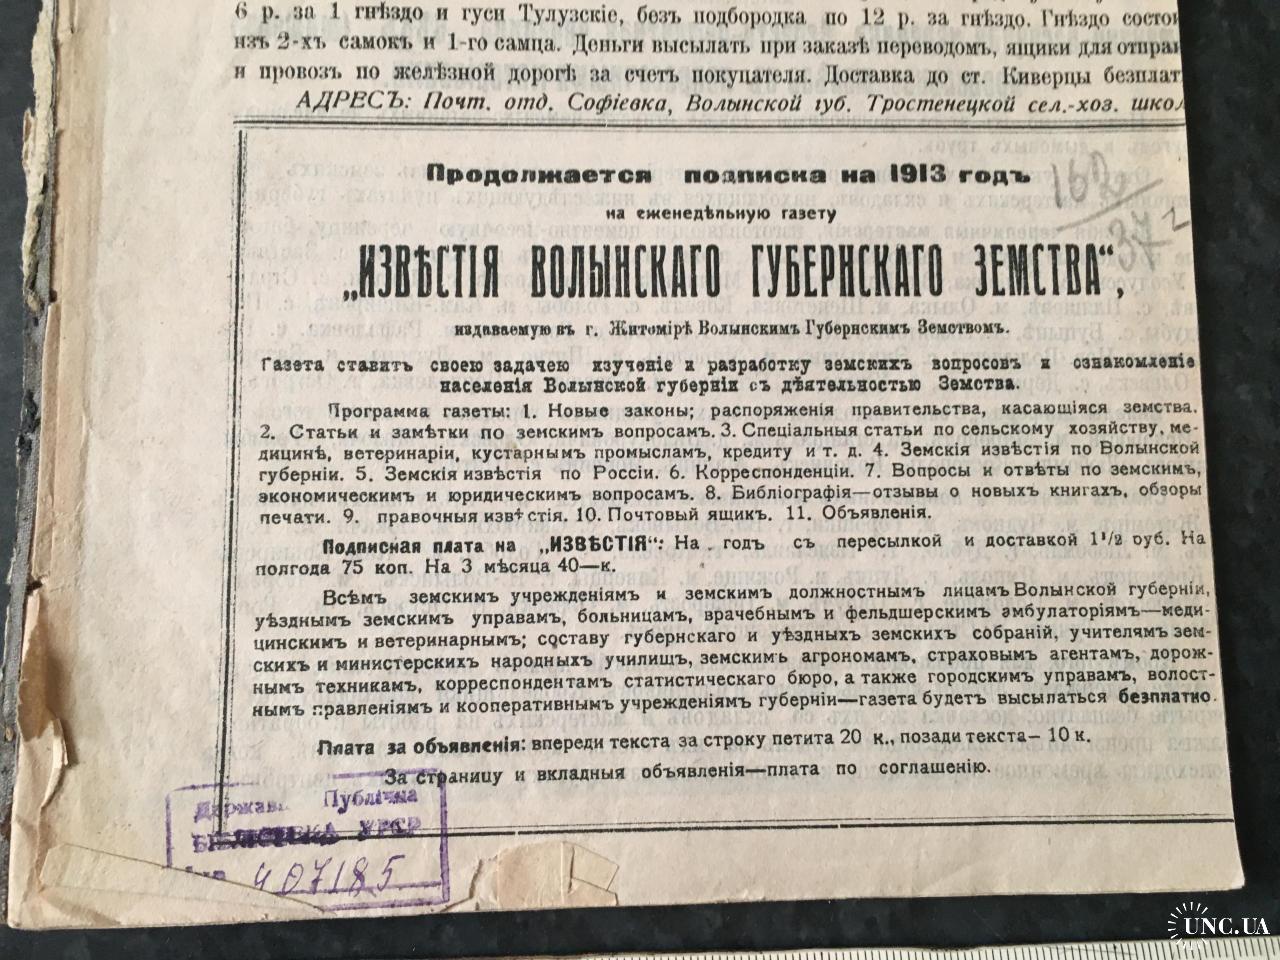 6 р. за 1 гнѣздо и гуси Тулузскіе, безъ подбородка по 12 р. за гнѣздо. Гнѣздо состои
изъ 2-хъ самокъ и 1-го самца. Деньги высылать при заказѣ переводомъ, ящики для отправ
и провозъ по желѣзной дорогѣ за счетъ покупателя. Доставка до ст. Киверцы безплат
АДРЕСЪ: Почт. отд. Софіевка, Волынской губ. Тростенецкой сел.-хоз. школ
Продолжается подписка на 1913 годъ
на еженедѣльную газету
„ИЗВѢСТІЯ ВОЛЫНСКАГО ГУБЕРНСКАГО ЗЕМСТВА“,
издаваемую въ г. Житомірѣ Волынскимъ Губернскимъ Земствомъ.
Газета ставитъ своею задачею изученіе и разработку земскихъ вопросовъ и ознакомленіе
населенія Волынской губерніи съ дѣятельностью Земства.
Программа газеты: 1. Новые законы; распоряженія правительства, касающіяся земства.
2. Статьи и замѣтки по земскимъ вопросамъ. 3. Спеціальныя статьи по сельскому хозяйству, ме-
дицинѣ, ветеринаріи, кустарнымъ промысламъ, кредиту и т. д. 4. Земскія извѣстія по Волынской
губерніи. 5. Земскія извѣстія по Россіи. 6. Корреспонденціи. 7. Вопросы и отвѣты по земскимъ,
экономическимъ и юридическимъ вопросамъ. 8. Библіографія—отзывы о новыхъ книгахъ, обзоры
печати. 9. правочныя извѣстія. 10. Почтовый ящикъ. 11. Объявленія.
Подписная плата на „ИЗВѢСТІЯ“: На годъ съ пересылкой и доставкой 1½ руб. На
полгода 75 коп. На 3 мѣсяца 40—к.
Всѣмъ земскимъ учрежденіямъ и земскимъ должностнымъ лицамъ Волынской губерніи,
уѣзднымъ земскимъ управамъ, больницамъ, врачебнымъ и фельдшерскимъ амбулаторіямъ—меди-
цинскимъ и ветеринарнымъ; составу губернскаго и уѣздныхъ земскихъ собраній, учителямъ зем-
скихъ и министерскихъ народныхъ училищъ, земскимъ агрономамъ, страховымъ агентамъ, дорож-
нымъ техникамъ, корреспондентамъ статистическаго бюро, а также городскимъ управамъ, волост-
нымъ правленіямъ и кооперативнымъ учрежденіямъ губерніи—газета будетъ высылаться безплатно.
Плата за объявленія: впереди текста за строку петита 20 к., позади текста- 10 к.
За страницу и вкладныя объявленія—плата по соглашенію.
Держав. Публічна
БІБЛІОТЕКА УРСР
407185
UNC.UA